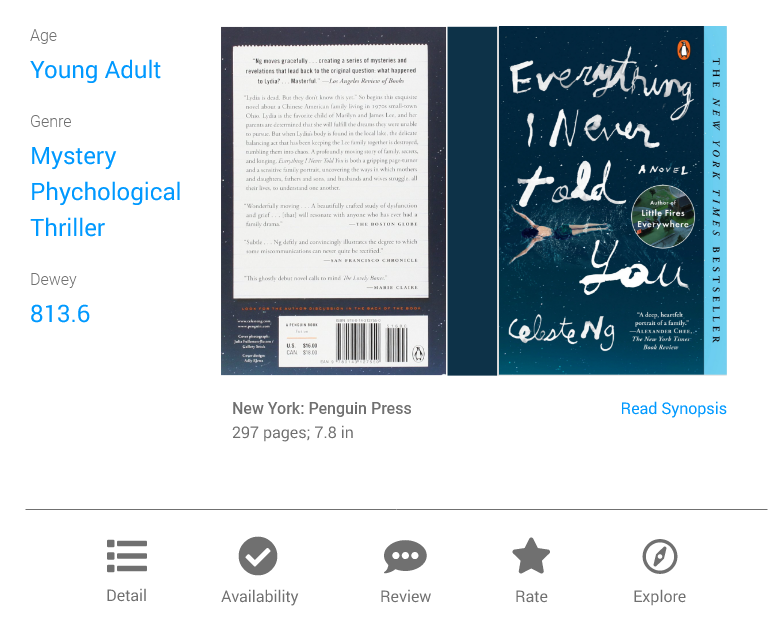 Age
Young Adult
Genre
Mystery
Phychological
Thriller
Dewey
813.6
"Ng moves gracefully . . . creating a series of mysteries and
revelations that lead back to the original question: what happened
to Lydia? . . . Masterful." —Los Angeles Review of Books
"Lydia is dead. But they don't know this yet." So begins this exquisite
novel about a Chinese American family living in 1970s small-town
Ohio. Lydia is the favorite child of Marilyn and James Lee, and her
parents are determined that she will fulfill the dreams they were unable
to pursue. But when Lydia's body is found in the local lake, the delicate
balancing act that has been keeping the Lee family together is destroyed,
tumbling them into chaos. A profoundly moving story of family, secrets,
and longing, Everything I Never Told You is both a gripping page-turner
and a sensitive family portrait, uncovering the ways in which mothers
and daughters, fathers and sons, and husbands and wives struggle, all
their lives, to understand one another.
"Wonderfully moving . . . A beautifully crafted study of dysfunction
and grief . . . [that] will resonate with anyone who has ever had a
family drama." —THE BOSTON GLOBE
"Subtle . . . Ng deftly and convincingly illustrates the degree to which
some miscommunications can never quite be rectified."
—SAN FRANCISCO CHRONICLE
"This ghostly debut novel calls to mind The Lovely Bones."
—MARIE CLAIRE
LOOK FOR THE AUTHOR DISCUSSION IN THE BACK OF THE BOOK
www.celesteng.com
www.penguin.com
Cover photograph:
Cover design:
A PENGUIN BOOK
U.S. $16.00
CAN.
Everything
I Never
told
A NOVEL
Author of
Little Fires
Everywhere
You
Celeste Ng
"A deep, heartfelt
portrait of a family."
—ALEXANDER CHEE,
The New York Times
Book Review
THE NEW YORK TIMES BESTSELLER
New York: Penguin Press
297 pages; 7.8 in
Read Synopsis
Detail
Availability
Review
Rate
Explore